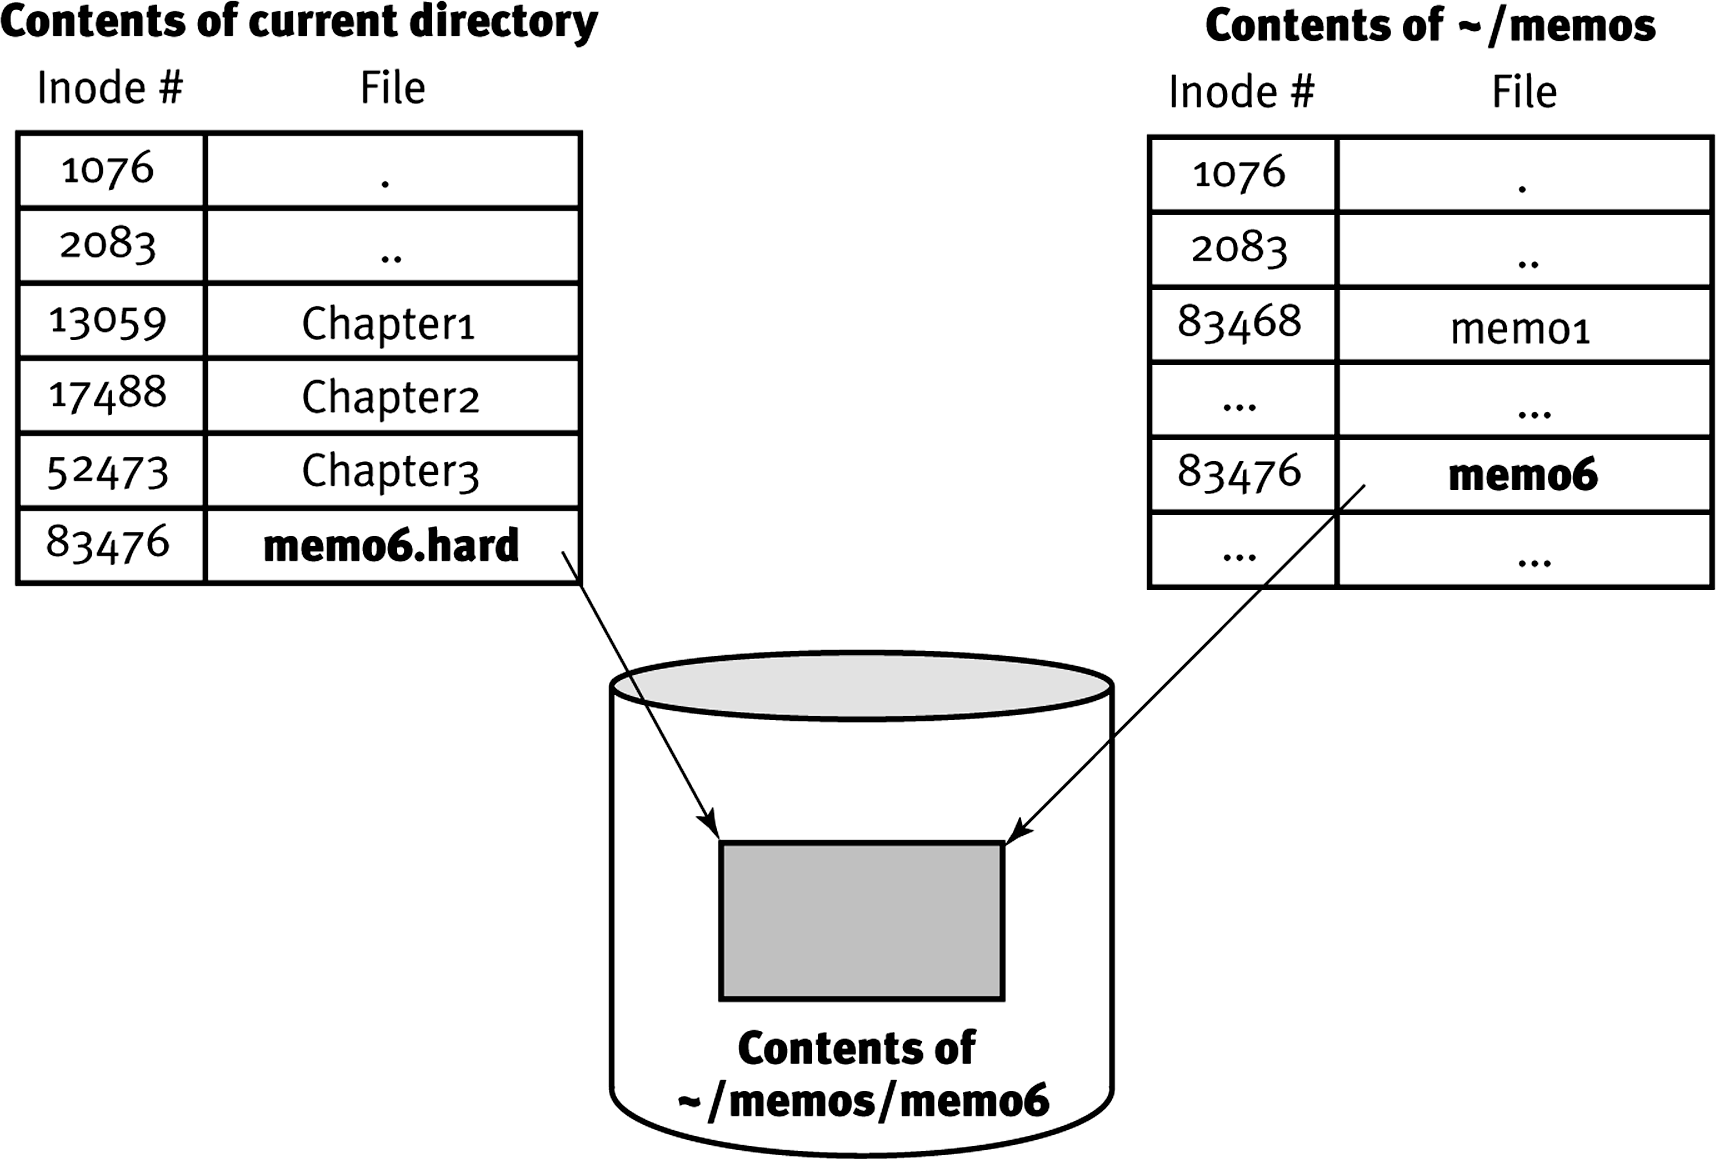 Contents of current directory
Inode # File
1076 .
2083 ..
13059 Chapter1
17488 Chapter2
52473 Chapter3
83476 memo6.hard
Contents of ~/memos
Inode # File
1076 .
2083 ..
83468 memo1
... ...
83476 memo6
... ...
Contents of
~/memos/memo6